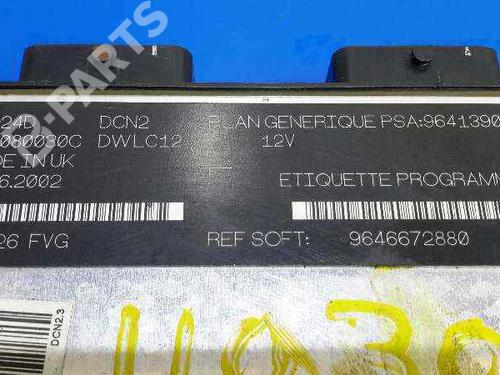 B-PARTS
24D DCN2 PLAN GENERIQUE PSA:9641390
080030C DWLC12 12V
DE IN UK
6.2002 ETIQUETTE PROGRAMM
26 FVG REF SOFT: 9646672880
DCN2.3